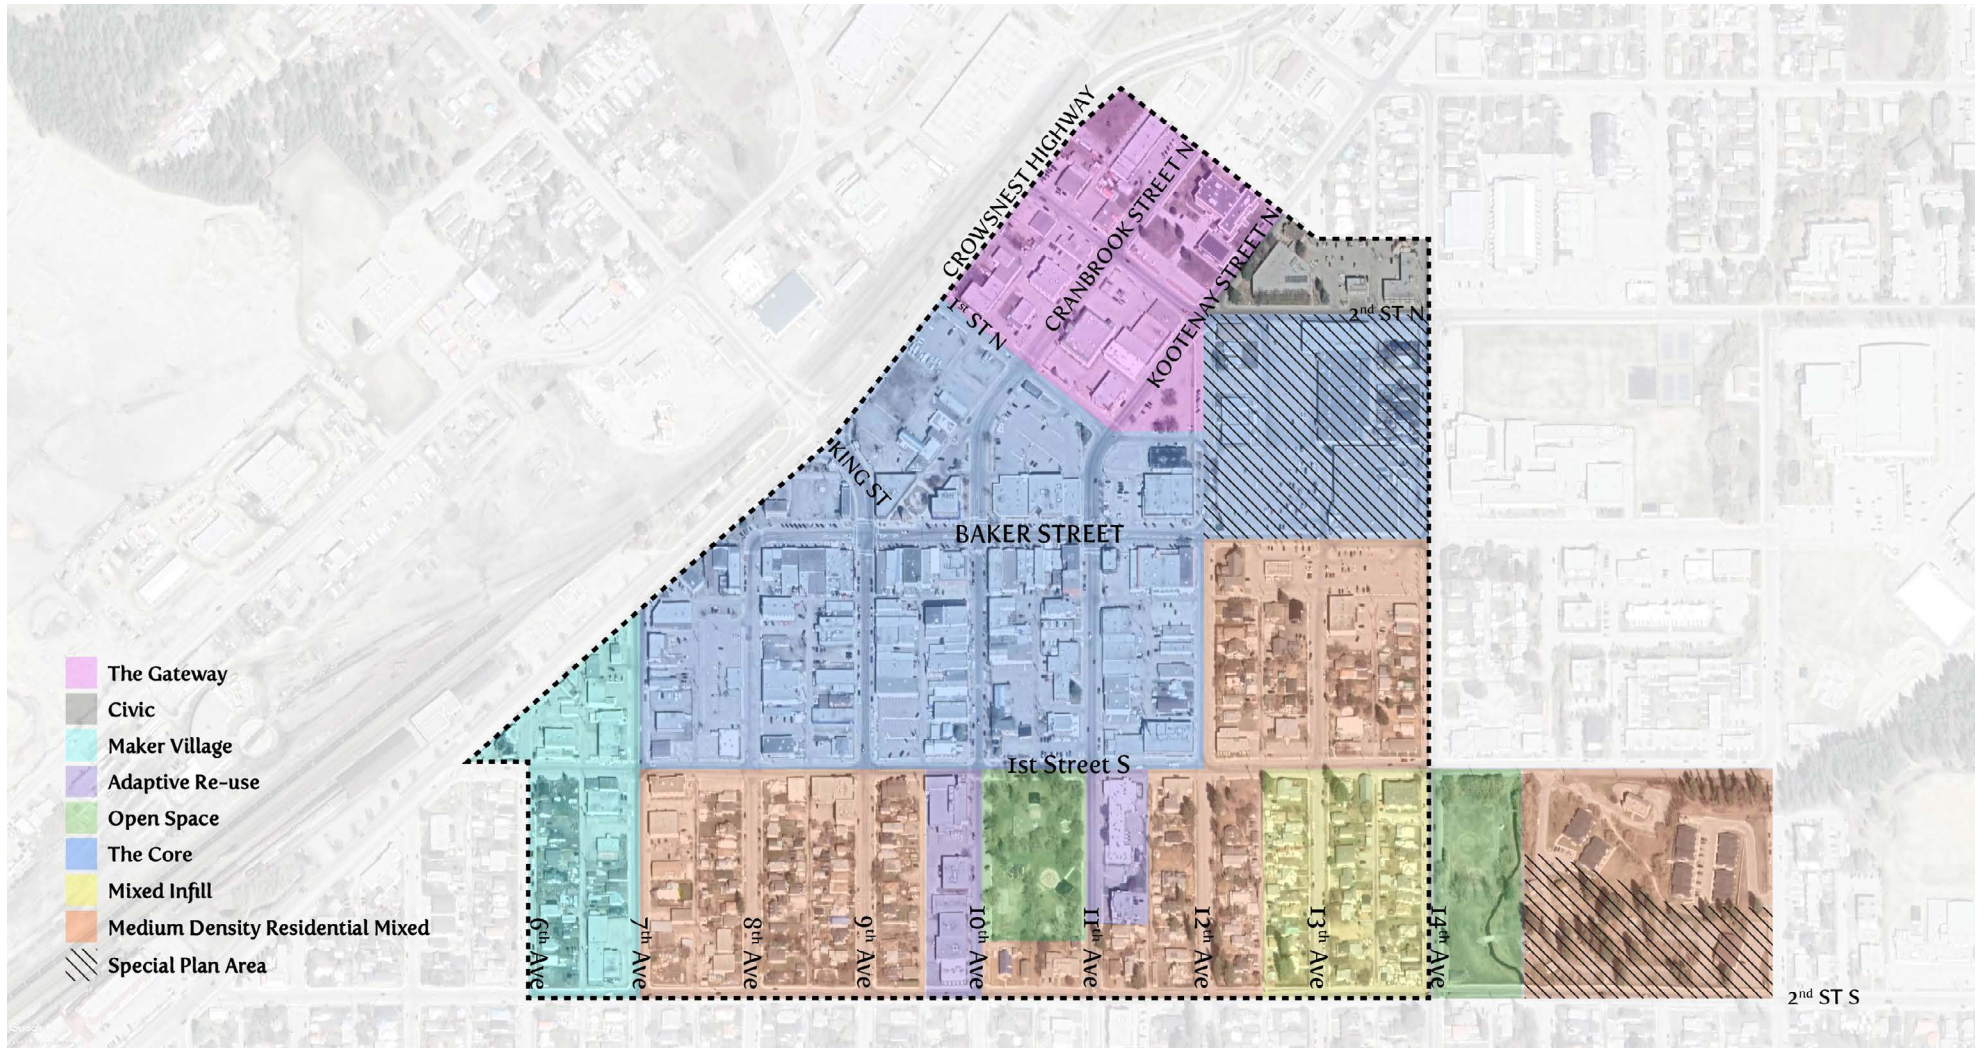 CROWSNEST HIGHWAY
CRANBROOK STREET N
KOOTENAY STREET N
1st ST N
2nd ST N
KING ST
BAKER STREET
1st Street S
The Gateway
Civic
Maker Village
Adaptive Re-use
Open Space
The Core
Mixed Infill
Medium Density Residential Mixed
Special Plan Area
6th Ave
7th Ave
8th Ave
9th Ave
10th Ave
11th Ave
12th Ave
13th Ave
14th Ave
2nd ST S